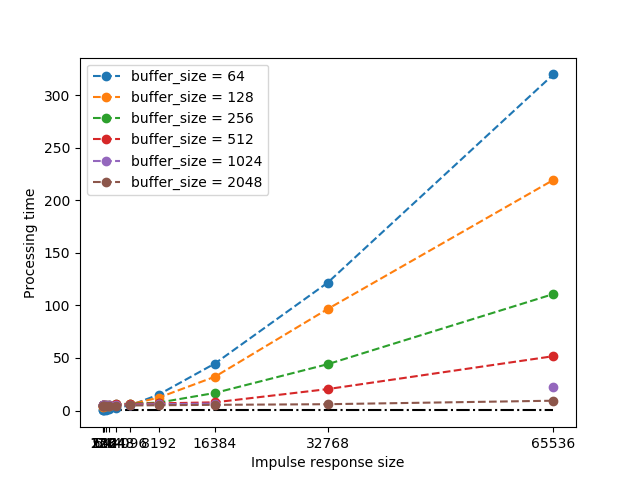 buffer_size = 64
buffer_size = 128
buffer_size = 256
buffer_size = 512
buffer_size = 1024
buffer_size = 2048
300
250
200
150
100
50
0
Processing time
8192 16384 32768 65536
Impulse response size